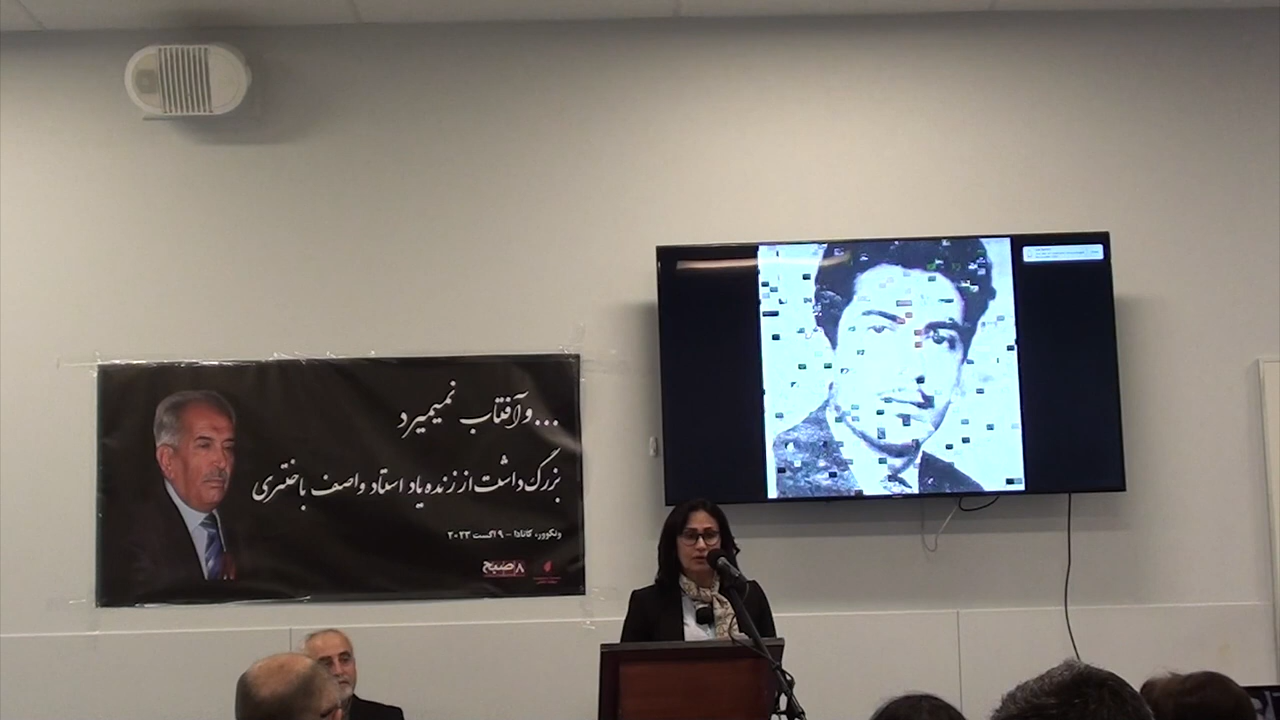 ...و آفتاب نمیمیرد
بزرگداشت از زنده یاد استاد واصف باختری
ونکوور، کانادا - ۹ اگست ۲۰۲۳
۸صبح